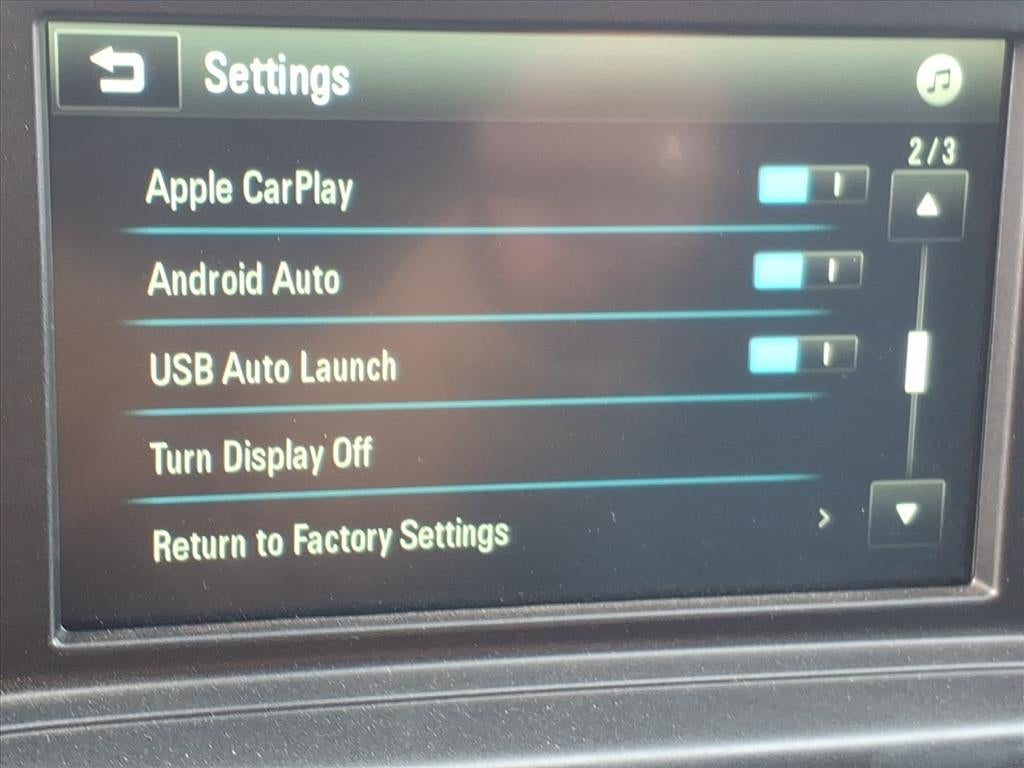 Settings
2/3
Apple CarPlay
Android Auto
USB Auto Launch
Turn Display Off
Return to Factory Settings